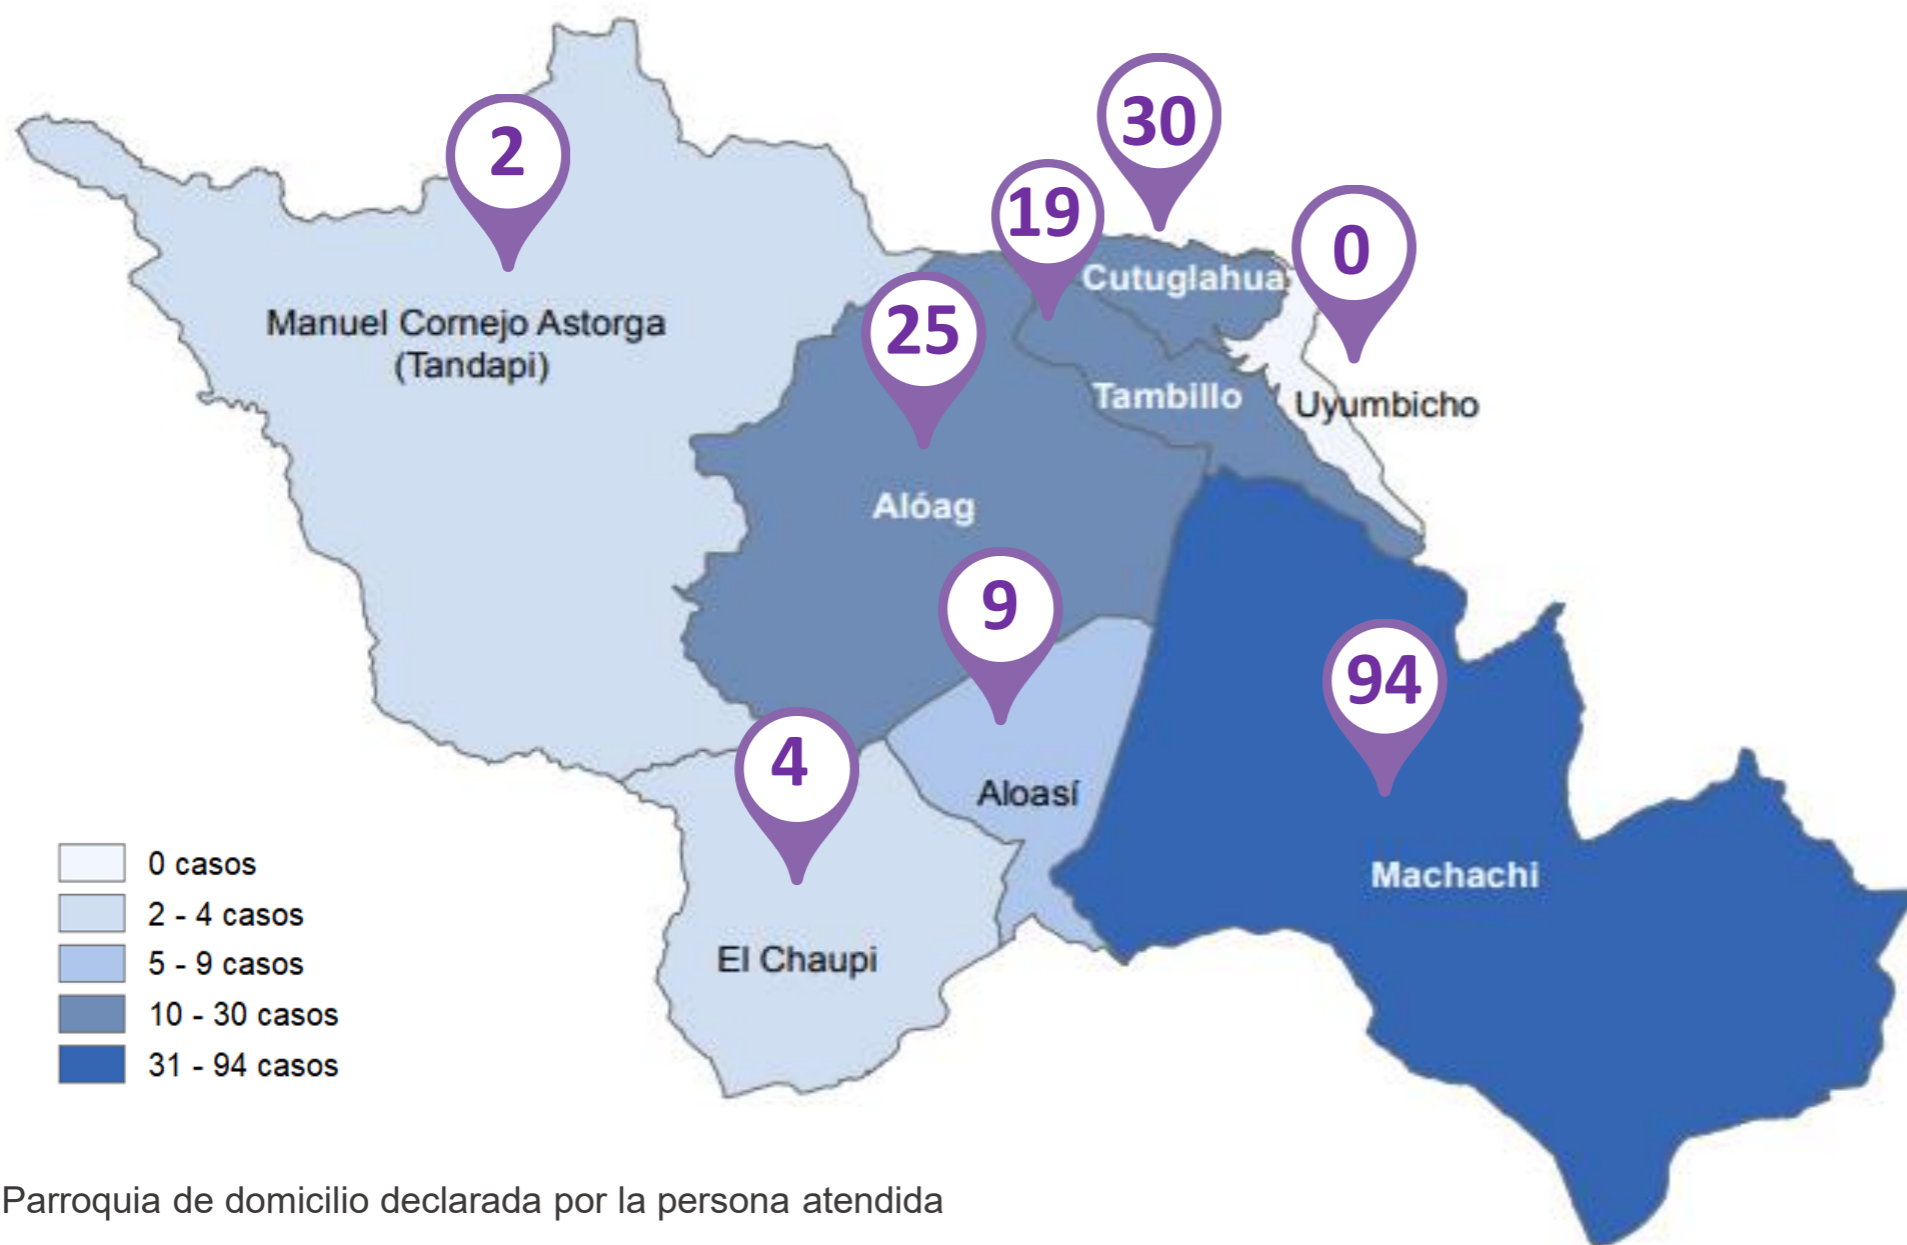 30
2
19
0
Cutuglahua
Manuel Cornejo Astorga
(Tandapi)
25
Tambillo
Uyumbicho
Alóag
9
94
4
Aloasí
Machachi
El Chaupi
0 casos
2 - 4 casos
5 - 9 casos
10 - 30 casos
31 - 94 casos
Parroquia de domicilio declarada por la persona atendida